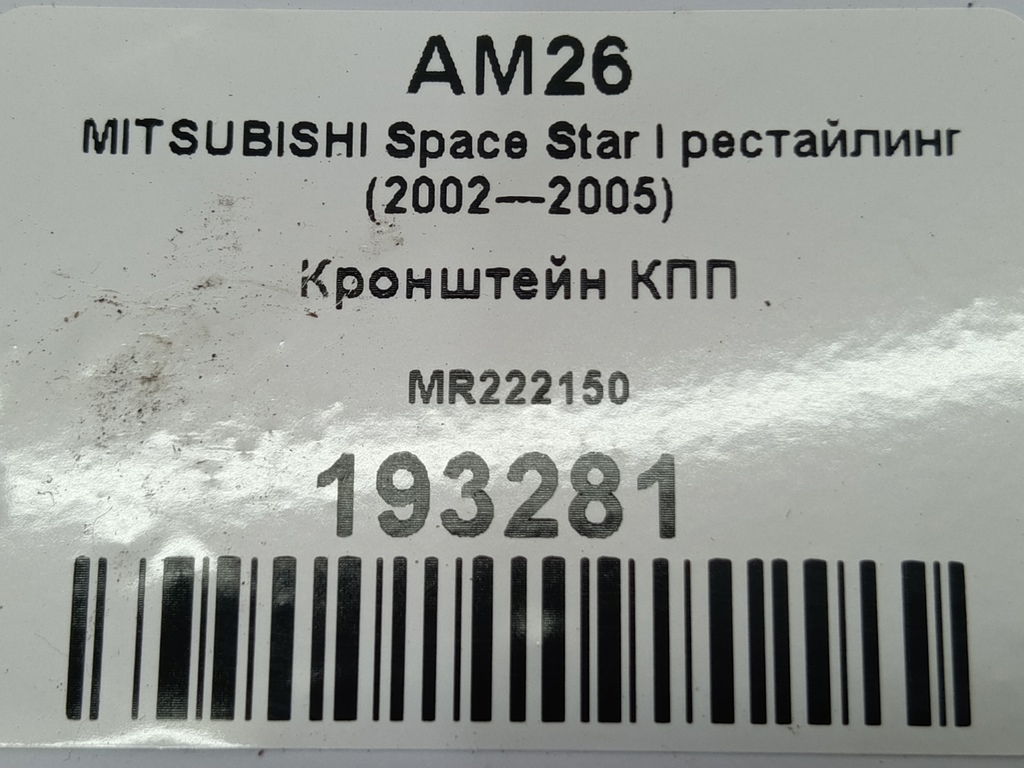 AM26
MITSUBISHI Space Star I рестайлинг
(2002—2005)
Кронштейн КПП
MR222150
193281